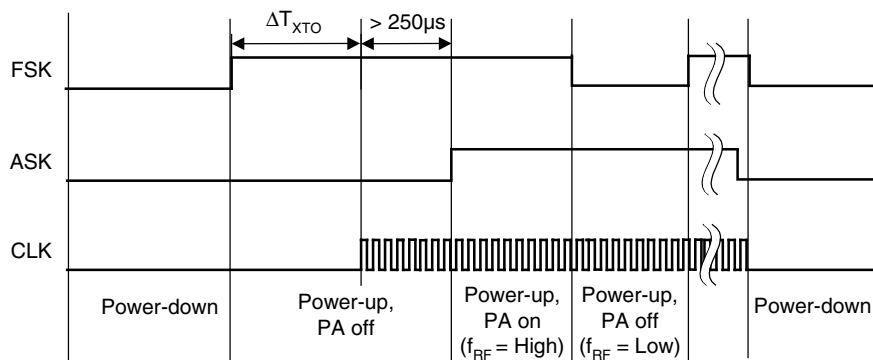 ΔT_XTO
> 250μs
FSK
ASK
CLK
Power-down
Power-up,
PA off
Power-up,
PA on
(f_RF = High)
Power-up,
PA off
(f_RF = Low)
Power-down